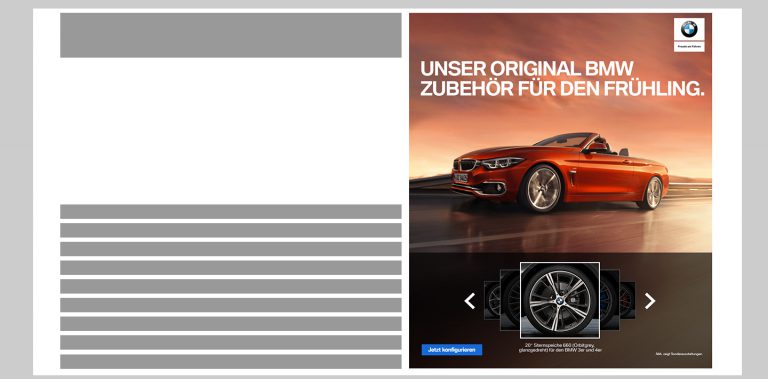 Freude am Fahren
UNSER ORIGINAL BMW
ZUBEHÖR FÜR DEN FRÜHLING.
20" Sternspeiche 660 (Orbitgrey,
glanzgedreht) für den BMW 3er und 4er
Jetzt konfigurieren
Abb. zeigt Sonderausstattungen.